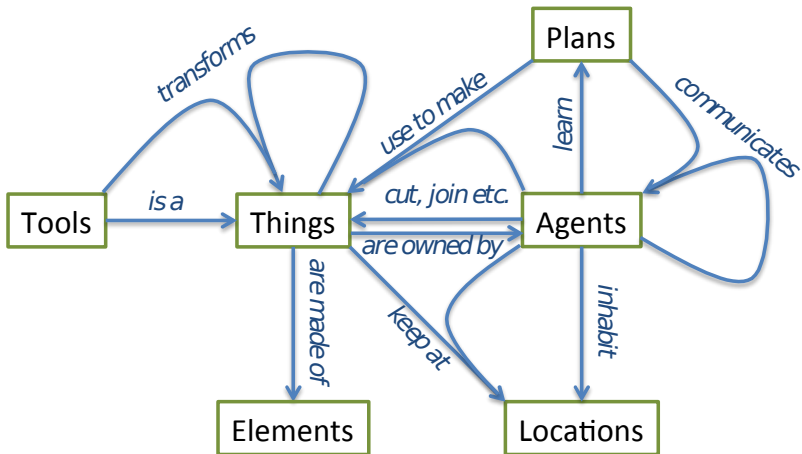 Plans
transforms
use to make
learn
communicates
Tools
is a
Things
cut, join etc.
are owned by
Agents
are made of
keep at
inhabit
Elements
Locations